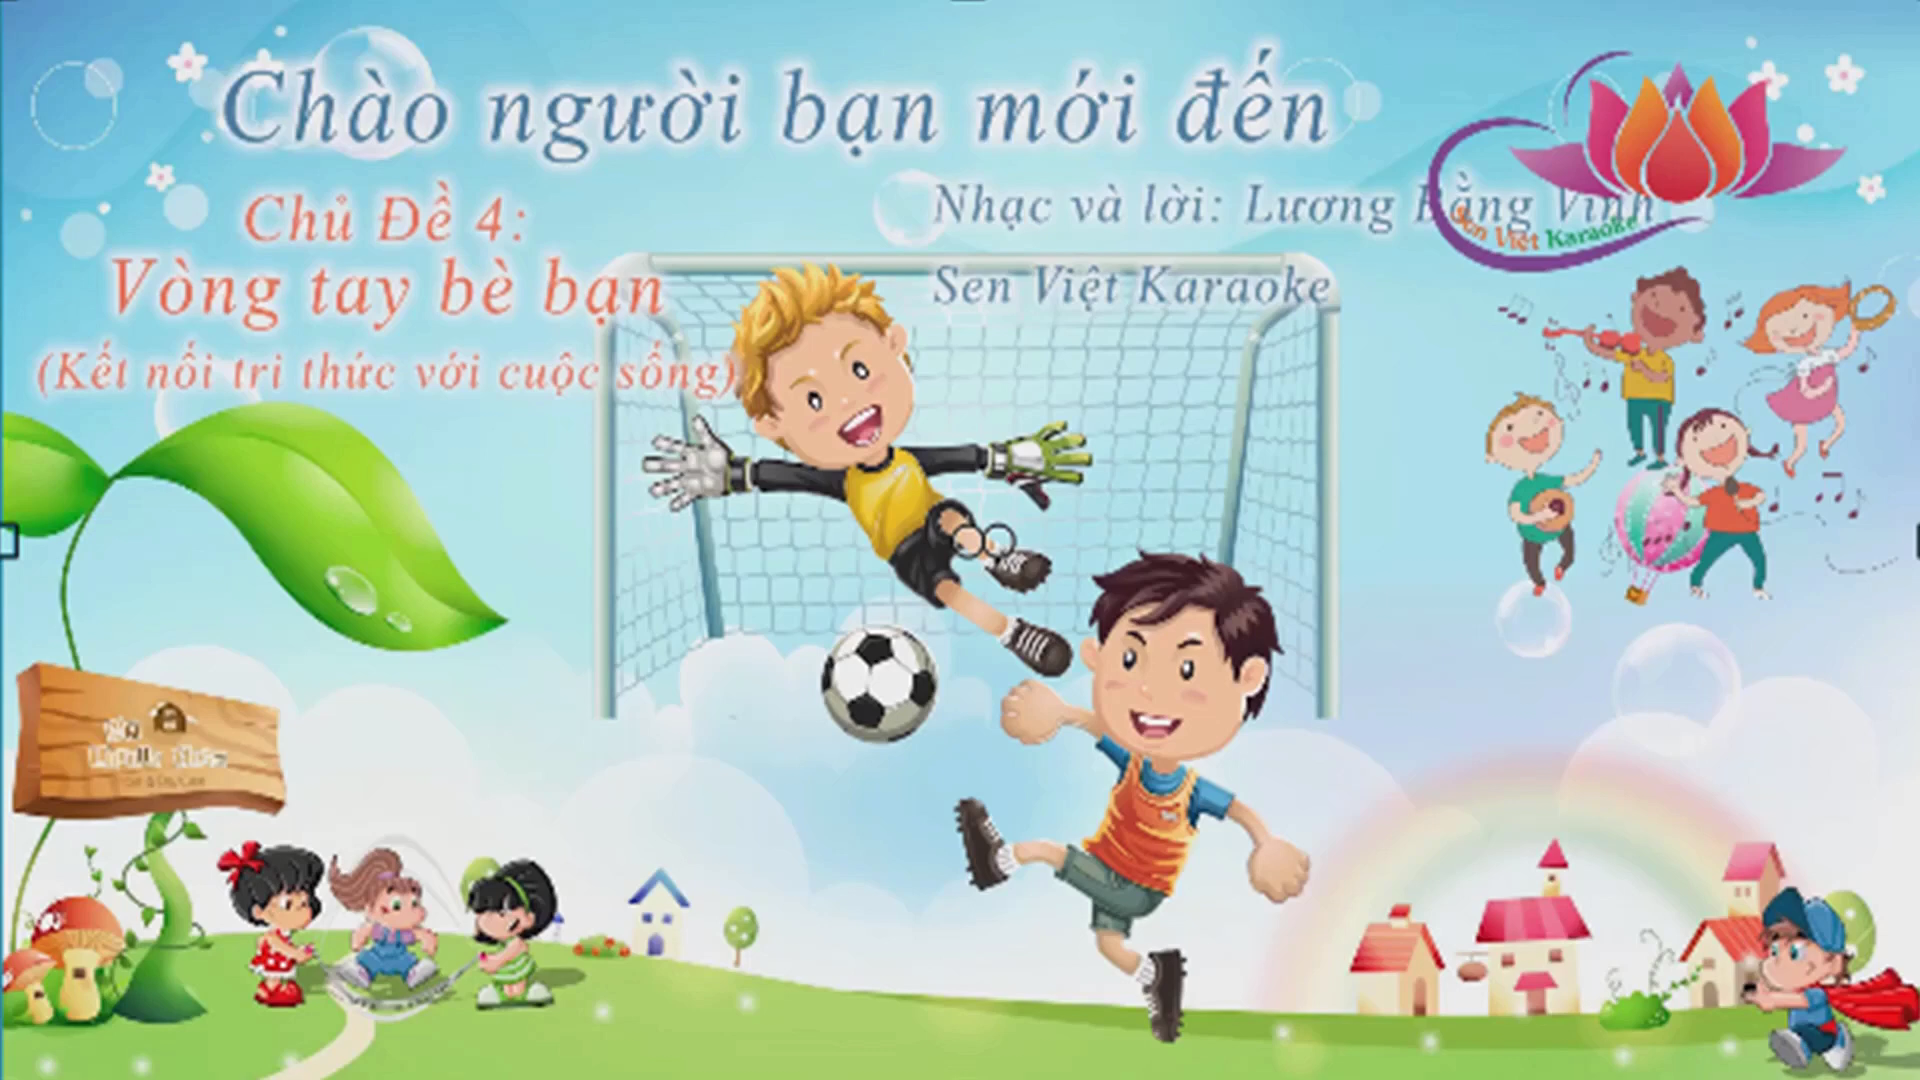 Chào người bạn mới đến
Chủ Đề 4:
Vòng tay bè bạn
(Kết nối tri thức với cuộc sống)
Nhạc và lời: Lương Bằng Vinh
Sen Việt Karaoke
Sen Việt Karaoke